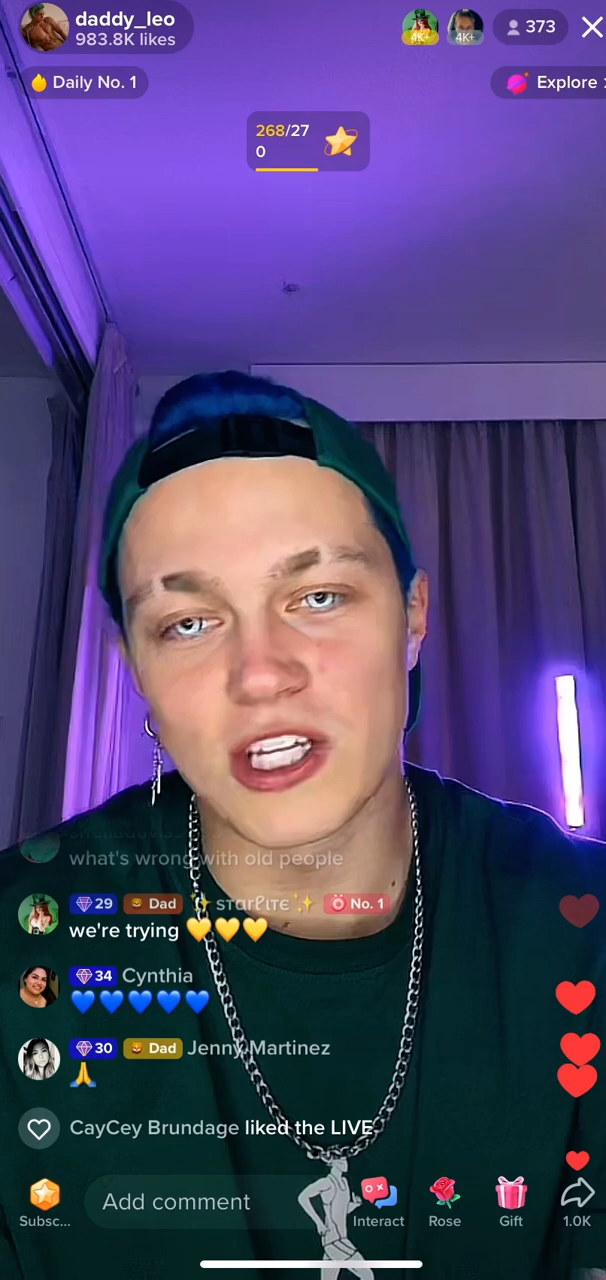 daddy_leo
983.8K likes
4K+
4K+
373
Daily No. 1
Explore
268/27
0
what's wrong with old people
29 Dad ✨ sтαrᖘιтє ✨ No. 1
we're trying 💛💛💛
34 Cynthia
💙💙💙💙💙
30 Dad Jenny Martinez
🙏
CayCey Brundage liked the LIVE
Add comment
Subsc...
Interact
Rose
Gift
1.0K